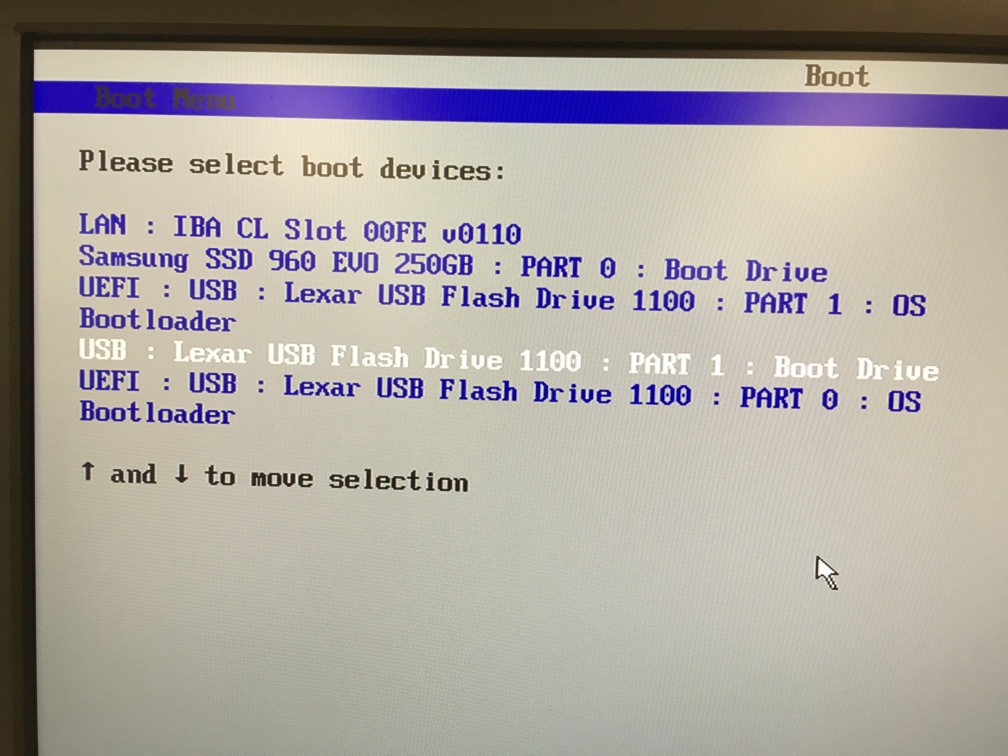 Boot
Boot Menu
Please select boot devices:
LAN : IBA CL Slot 00FE v0110
Samsung SSD 960 EVO 250GB : PART 0 : Boot Drive
UEFI : USB : Lexar USB Flash Drive 1100 : PART 1 : OS
Bootloader
USB : Lexar USB Flash Drive 1100 : PART 1 : Boot Drive
UEFI : USB : Lexar USB Flash Drive 1100 : PART 0 : OS
Bootloader
↑ and ↓ to move selection